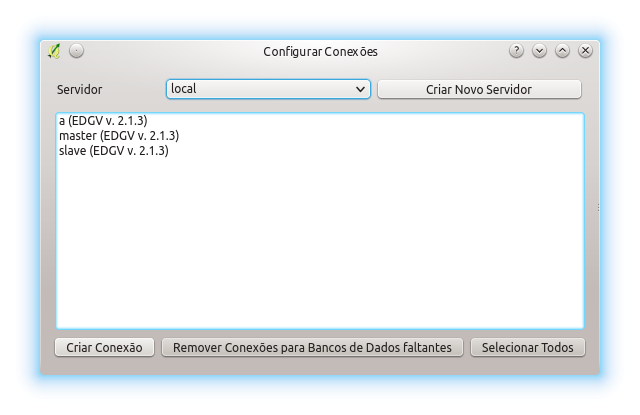 Configurar Conexões
Servidor local Criar Novo Servidor
a (EDGV v. 2.1.3)
master (EDGV v. 2.1.3)
slave (EDGV v. 2.1.3)
Criar Conexão Remover Conexões para Bancos de Dados faltantes Selecionar Todos